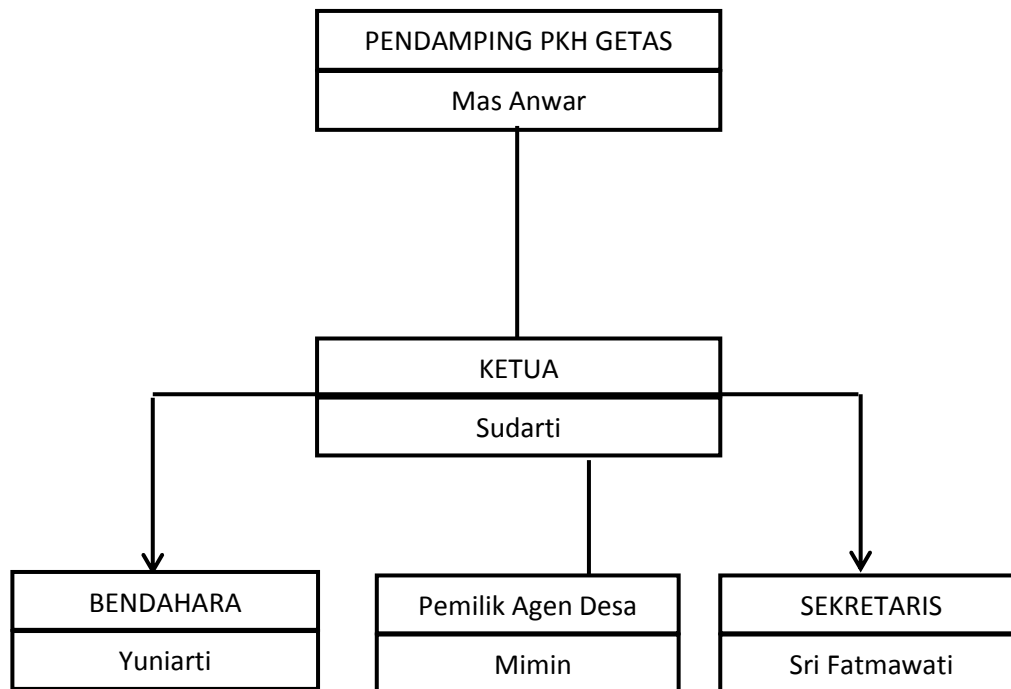 PENDAMPING PKH GETAS
Mas Anwar
KETUA
Sudarti
BENDAHARA
Yuniarti
Pemilik Agen Desa
Mimin
SEKRETARIS
Sri Fatmawati